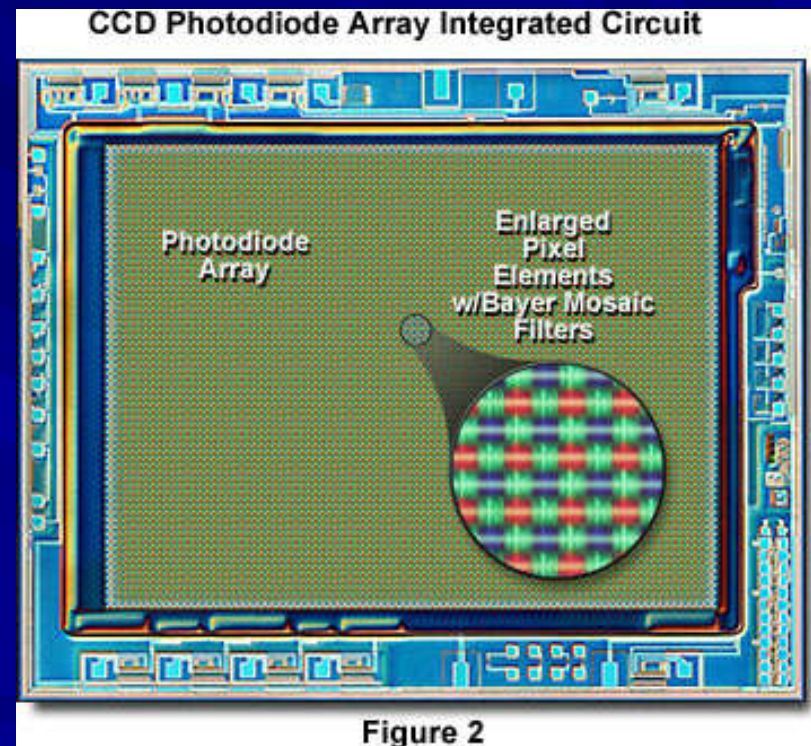 CCD Photodiode Array Integrated Circuit
Photodiode
Array
Enlarged
Pixel
Elements
w/Bayer Mosaic
Filters
Figure 2